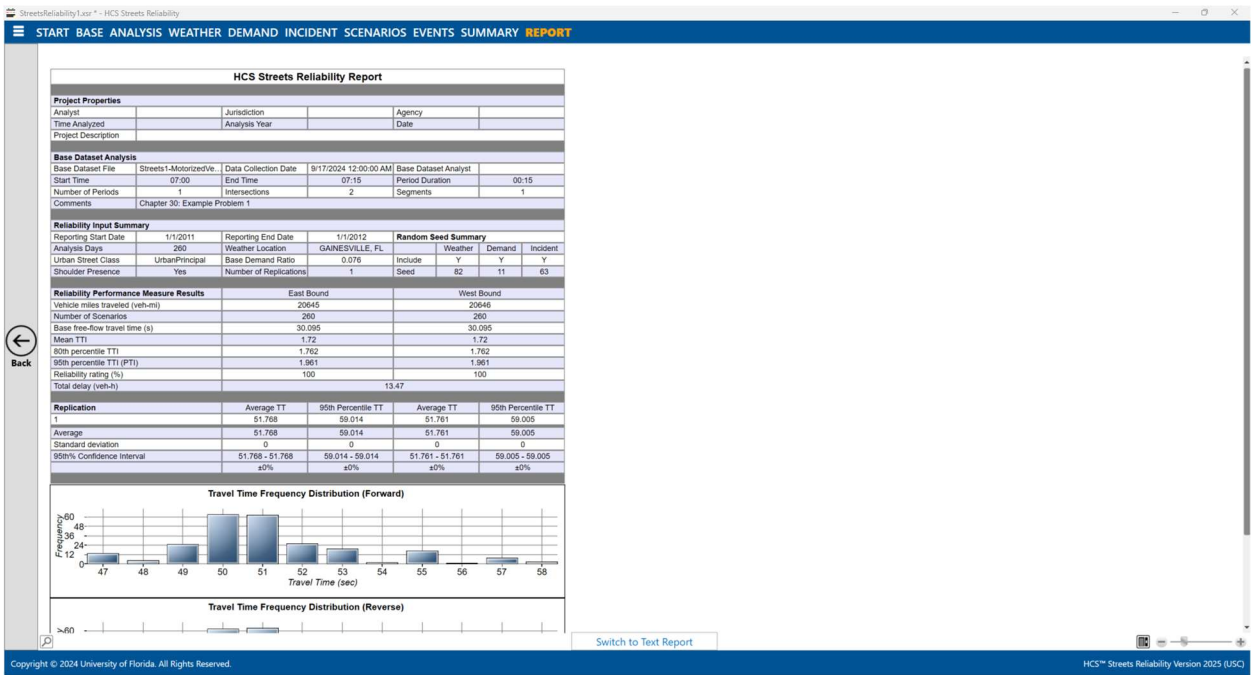 StreetsReliability1.xsr * - HCS Streets Reliability
START BASE ANALYSIS WEATHER DEMAND INCIDENT SCENARIOS EVENTS SUMMARY REPORT
HCS Streets Reliability Report
Project Properties
Analyst Jurisdiction Agency
Time Analyzed Analysis Year Date
Project Description
Base Dataset Analysis
Base Dataset File Streets1-MotorizedVe... Data Collection Date 9/17/2024 12:00:00 AM Base Dataset Analyst
Start Time 07:00 End Time 07:15 Period Duration 00:15
Number of Periods 1 Intersections 2 Segments 1
Comments Chapter 30: Example Problem 1
Reliability Input Summary
Reporting Start Date 1/1/2011 Reporting End Date 1/1/2012 Random Seed Summary
Analysis Days 260 Weather Location GAINESVILLE, FL Weather Demand Incident
Urban Street Class UrbanPrincipal Base Demand Ratio 0.076 Include Y Y Y
Shoulder Presence Yes Number of Replications 1 Seed 82 11 63
Reliability Performance Measure Results East Bound West Bound
Vehicle miles traveled (veh-mi) 20645 20646
Number of Scenarios 260 260
Base free-flow travel time (s) 30.095 30.095
Mean TTI 1.72 1.72
80th percentile TTI 1.762 1.762
95th percentile TTI (PTI) 1.961 1.961
Reliability rating (%) 100 100
Total delay (veh-h) 13.47
Replication Average TT 95th Percentile TT Average TT 95th Percentile TT
1 51.768 59.014 51.761 59.005
Average 51.768 59.014 51.761 59.005
Standard deviation 0 0 0 0
95th% Confidence Interval 51.768 - 51.768 59.014 - 59.014 51.761 - 51.761 59.005 - 59.005
±0% ±0% ±0% ±0%
Back
Travel Time Frequency Distribution (Forward)
Frequency
>60
48
36
24
12
0
47 48 49 50 51 52 53 54 55 56 57 58
Travel Time (sec)
Travel Time Frequency Distribution (Reverse)
>60
Switch to Text Report
Copyright © 2024 University of Florida. All Rights Reserved. HCS™ Streets Reliability Version 2025 (USC)